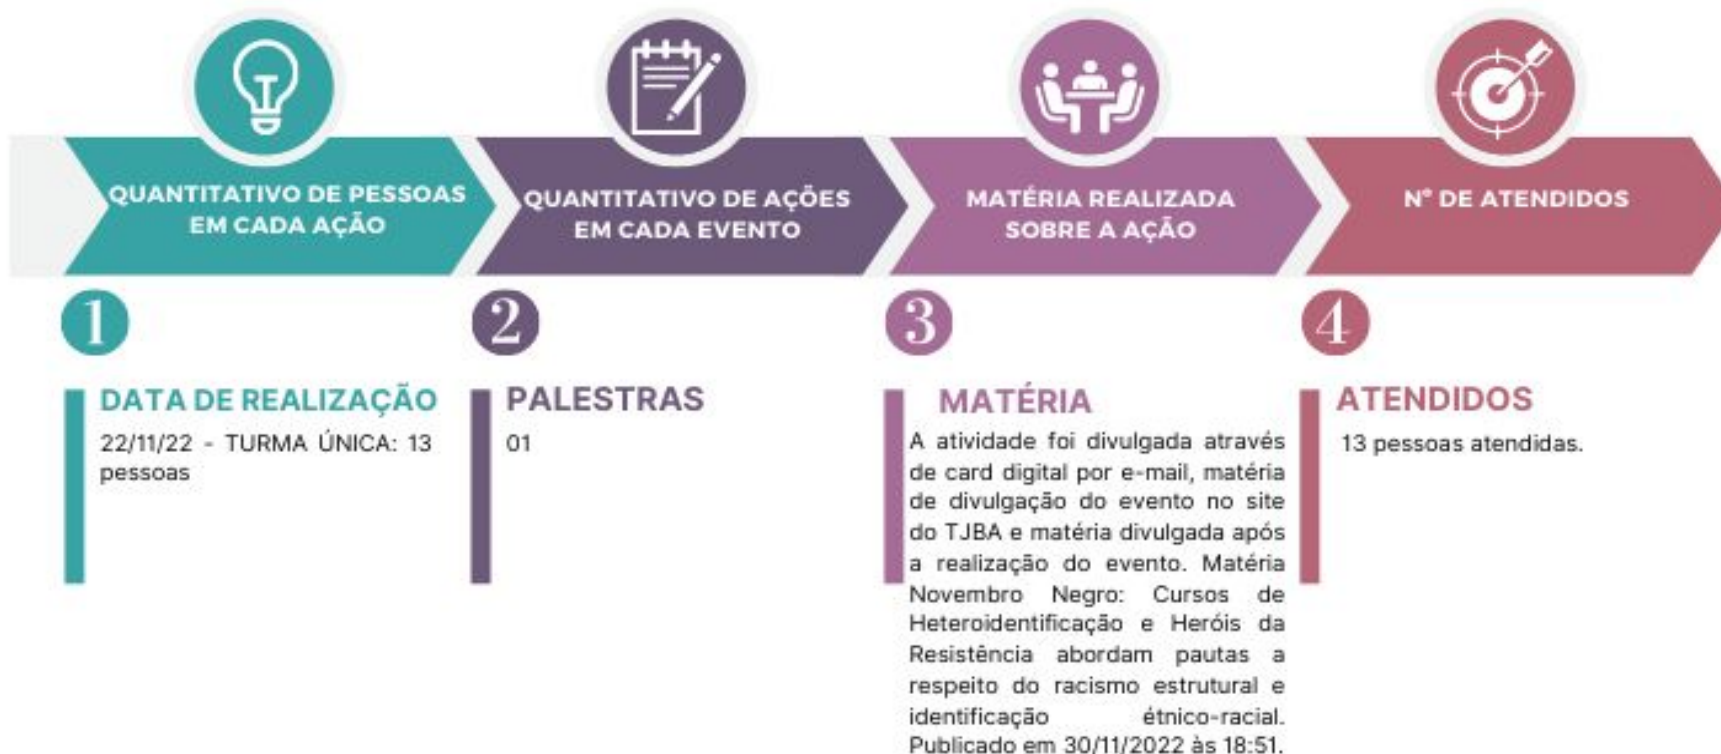 QUANTITATIVO DE PESSOAS
EM CADA AÇÃO
QUANTITATIVO DE AÇÕES
EM CADA EVENTO
MATÉRIA REALIZADA
SOBRE A AÇÃO
Nº DE ATENDIDOS
1
DATA DE REALIZAÇÃO
22/11/22 - TURMA ÚNICA: 13
pessoas
2
PALESTRAS
01
3
MATÉRIA
A atividade foi divulgada através
de card digital por e-mail, matéria
de divulgação do evento no site
do TJBA e matéria divulgada após
a realização do evento. Matéria
Novembro Negro: Cursos de
Heteroidentificação e Heróis da
Resistência abordam pautas a
respeito do racismo estrutural e
identificação étnico-racial.
Publicado em 30/11/2022 às 18:51.
4
ATENDIDOS
13 pessoas atendidas.